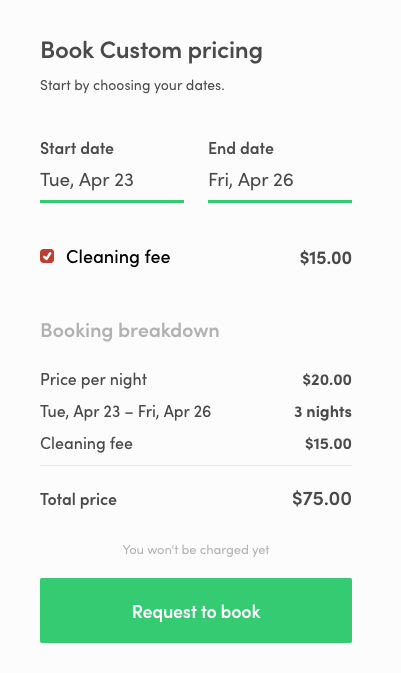 Book Custom pricing
Start by choosing your dates.
Start date End date
Tue, Apr 23 Fri, Apr 26
Cleaning fee $15.00
Booking breakdown
Price per night $20.00
Tue, Apr 23 – Fri, Apr 26 3 nights
Cleaning fee $15.00
Total price $75.00
You won't be charged yet
Request to book